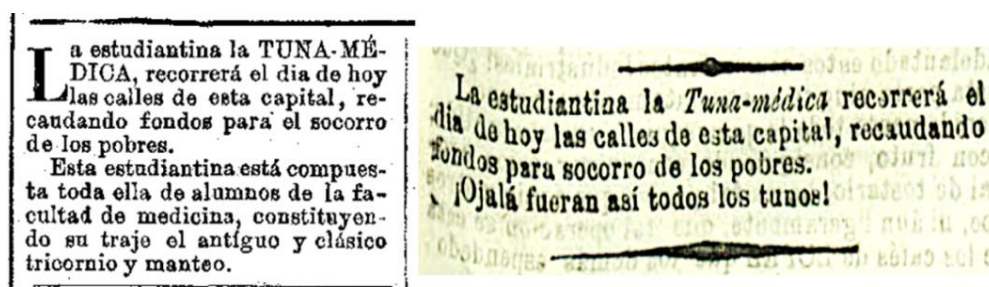 La estudiantina la TUNA-MÉ-
DICA, recorrerá el dia de hoy
las calles de esta capital, re-
caudando fondos para el socorro
de los pobres.
Esta estudiantina está compues-
ta toda ella de alumnos de la fa-
cultad de medicina, constituyen-
do su traje el antíguo y clásico
tricornio y manteo.
La estudiantina la Tuna-médica recorrerá el
dia de hoy las calles de esta capital, recaudando
fondos para socorro de los pobres.
¡Ojalá fueran así todos los tunos!